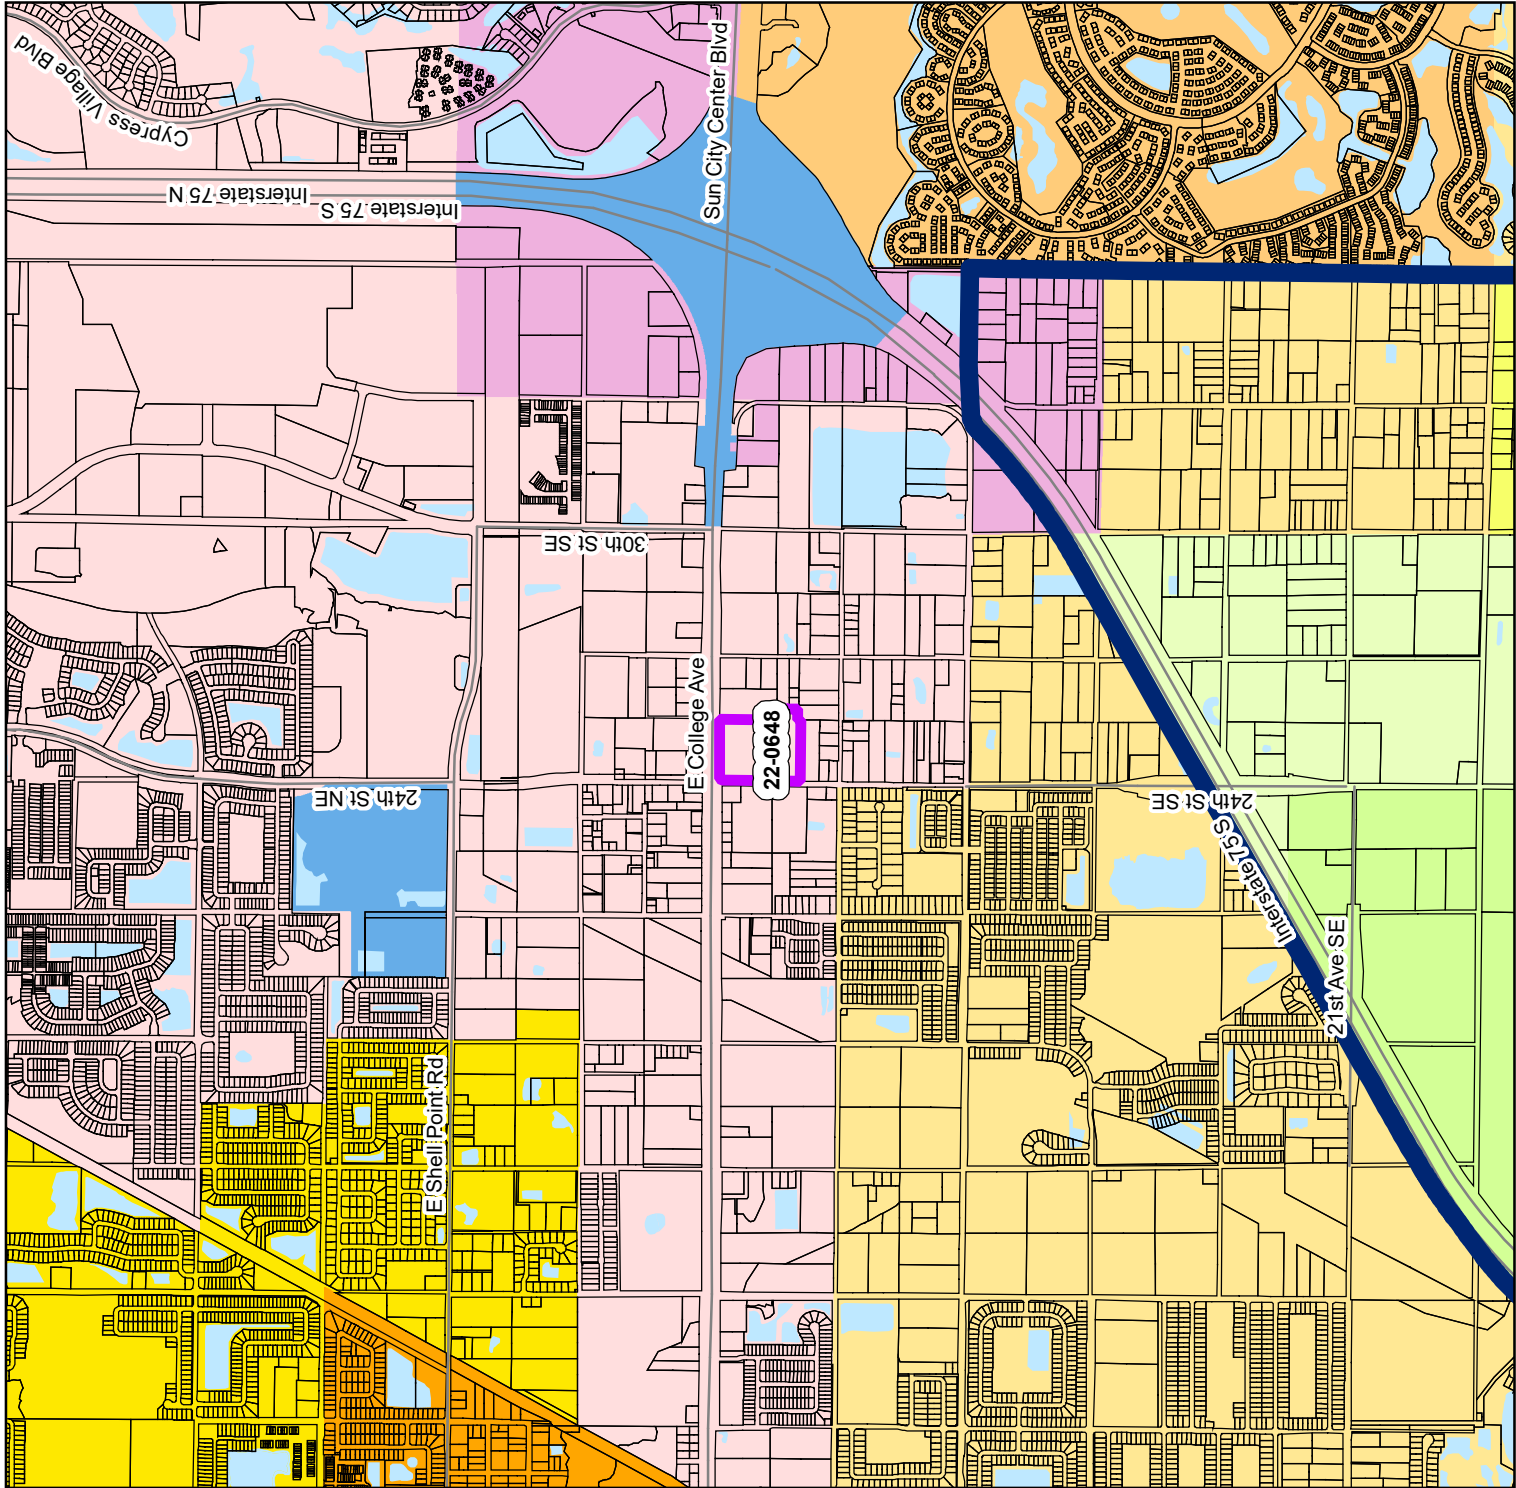 Cypress Village Blvd
Sun City Center Blvd
Interstate 75 N
Interstate 75 S
30th St SE
E College Ave
22-0648
24th St NE
24th St SE
Interstate 75 S
21st Ave SE
E Shell Point Rd